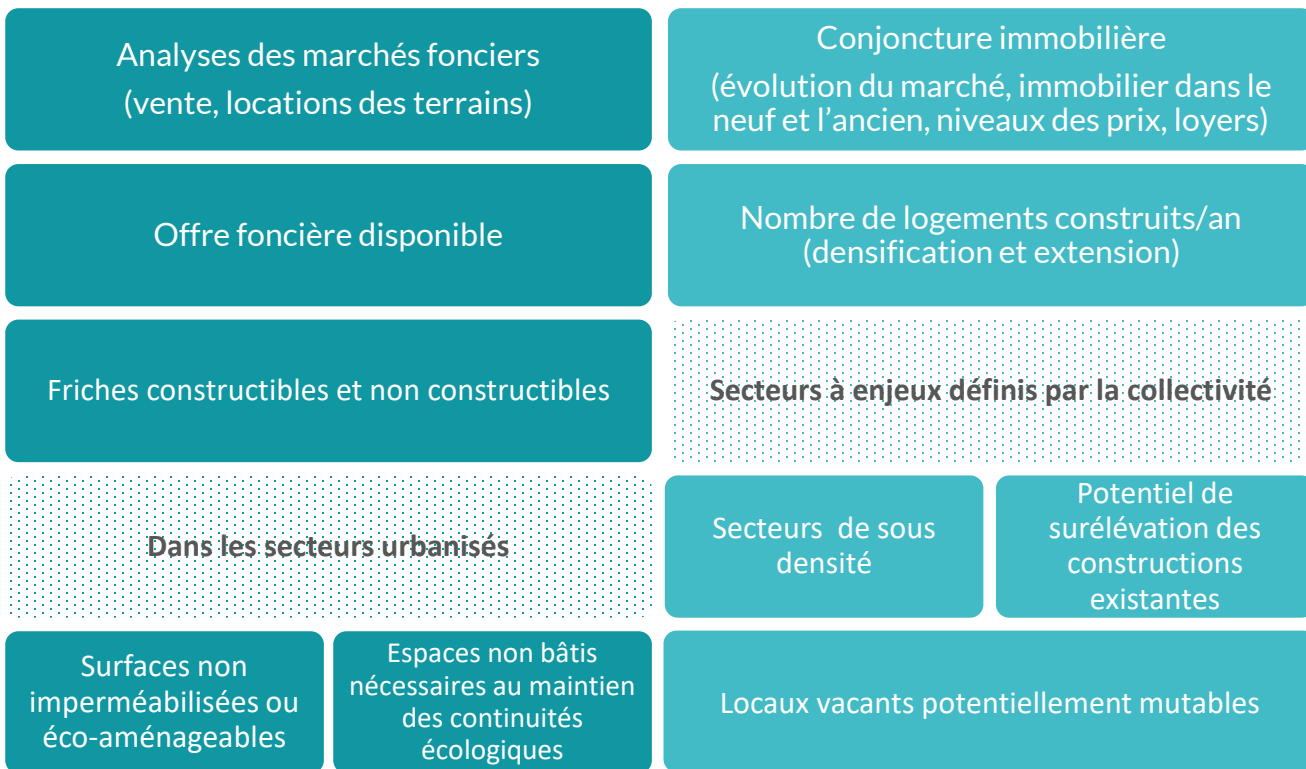 Analyses des marchés fonciers
(vente, locations des terrains)
Offre foncière disponible
Friches constructibles et non constructibles
Dans les secteurs urbanisés
Surfaces non
imperméabilisées ou
éco-aménageables
Espaces non bâtis
nécessaires au maintien
des continuités
écologiques
Conjoncture immobilière
(évolution du marché, immobilier dans le
neuf et l’ancien, niveaux des prix, loyers)
Nombre de logements construits/an
(densification et extension)
Secteurs à enjeux définis par la collectivité
Secteurs de sous
densité
Potentiel de
surélévation des
constructions
existantes
Locaux vacants potentiellement mutables